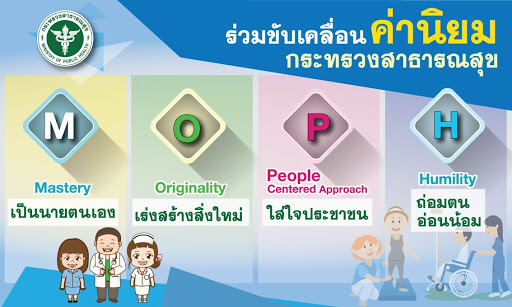 กระทรวงสาธารณสุข
MINISTRY OF PUBLIC HEALTH
ร่วมขับเคลื่อน ค่านิยม
กระทรวงสาธารณสุข
M
Mastery
เป็นนายตนเอง
O
Originality
เร่งสร้างสิ่งใหม่
P
People
Centered Approach
ใส่ใจประชาชน
H
Humility
ถ่อมตน
อ่อนน้อม